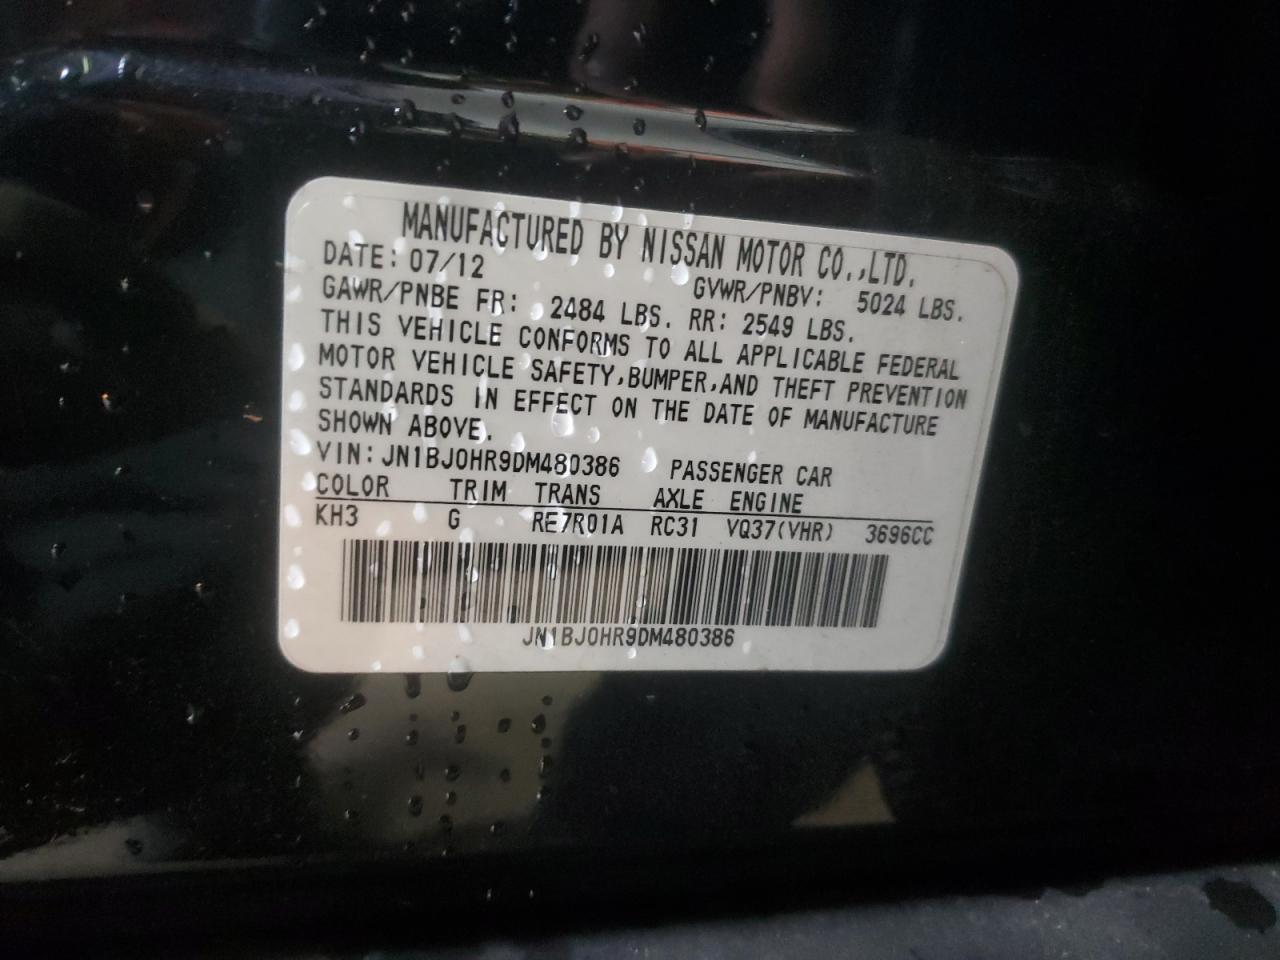 MANUFACTURED BY NISSAN MOTOR CO.,LTD.
DATE: 07/12 GVWR/PNBV: 5024 LBS.
GAWR/PNBE FR: 2484 LBS. RR: 2549 LBS.
THIS VEHICLE CONFORMS TO ALL APPLICABLE FEDERAL
MOTOR VEHICLE SAFETY,BUMPER,AND THEFT PREVENTION
STANDARDS IN EFFECT ON THE DATE OF MANUFACTURE
SHOWN ABOVE.
VIN: JN1BJ0HR9DM480386 PASSENGER CAR
COLOR TRIM TRANS AXLE ENGINE
KH3 G RE7R01A RC31 VQ37(VHR) 3696CC
JN1BJ0HR9DM480386